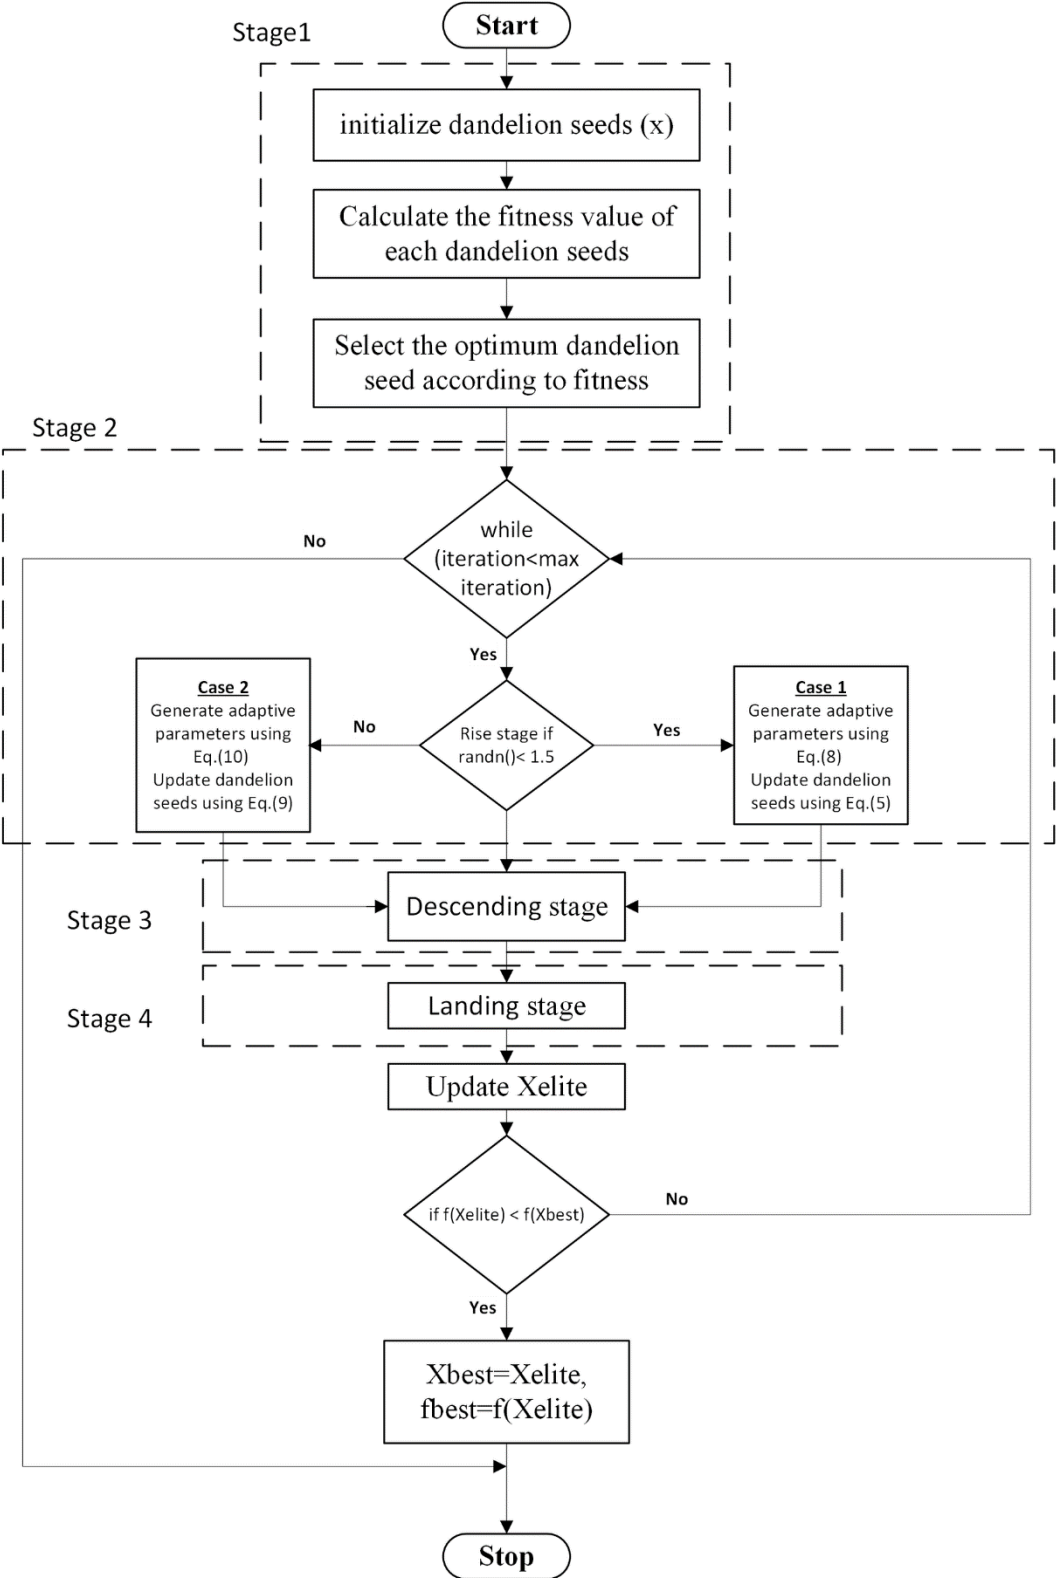 Start
Stage1
initialize dandelion seeds (x)
Calculate the fitness value of
each dandelion seeds
Select the optimum dandelion
seed according to fitness
Stage 2
while
(iteration<max
iteration)
No
Yes
Case 2
Generate adaptive
parameters using
Eq.(10)
Update dandelion
seeds using Eq.(9)
No
Rise stage if
randn()< 1.5
Yes
Case 1
Generate adaptive
parameters using
Eq.(8)
Update dandelion
seeds using Eq.(5)
Stage 3
Descending stage
Stage 4
Landing stage
Update Xelite
if f(Xelite) < f(Xbest)
No
Yes
Xbest=Xelite,
fbest=f(Xelite)
Stop